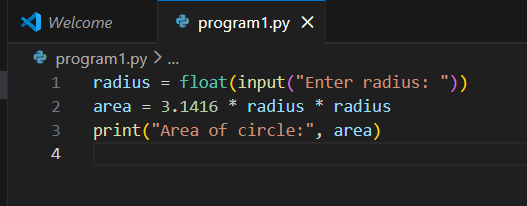 Welcome program1.py
program1.py > ...
1 radius = float(input("Enter radius: "))
2 area = 3.1416 * radius * radius
3 print("Area of circle:", area)
4